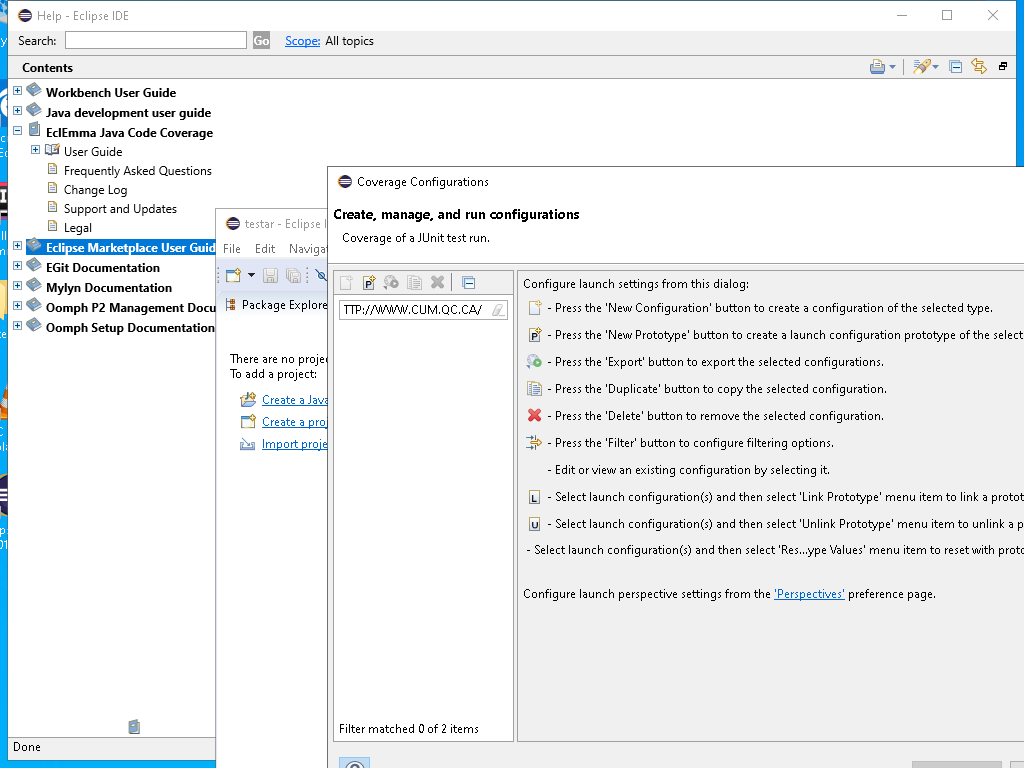 Help - Eclipse IDE
Search:
Go
Scope: All topics
Contents
Workbench User Guide
Java development user guide
EclEmma Java Code Coverage
User Guide
Frequently Asked Questions
Change Log
Support and Updates
Legal
Eclipse Marketplace User Guid
EGit Documentation
Mylyn Documentation
Oomph P2 Management Docu
Oomph Setup Documentation
Done
testar - Eclipse I
File Edit Navigat
Package Explore
There are no proje
To add a project:
Create a Java
Create a proj
Import proje
Coverage Configurations
Create, manage, and run configurations
Coverage of a JUnit test run.
TTP://WWW.CUM.QC.CA/
Filter matched 0 of 2 items
Configure launch settings from this dialog:
- Press the 'New Configuration' button to create a configuration of the selected type.
- Press the 'New Prototype' button to create a launch configuration prototype of the select
- Press the 'Export' button to export the selected configurations.
- Press the 'Duplicate' button to copy the selected configuration.
- Press the 'Delete' button to remove the selected configuration.
- Press the 'Filter' button to configure filtering options.
- Edit or view an existing configuration by selecting it.
- Select launch configuration(s) and then select 'Link Prototype' menu item to link a protot
- Select launch configuration(s) and then select 'Unlink Prototype' menu item to unlink a p
- Select launch configuration(s) and then select 'Res...ype Values' menu item to reset with proto
Configure launch perspective settings from the 'Perspectives' preference page.